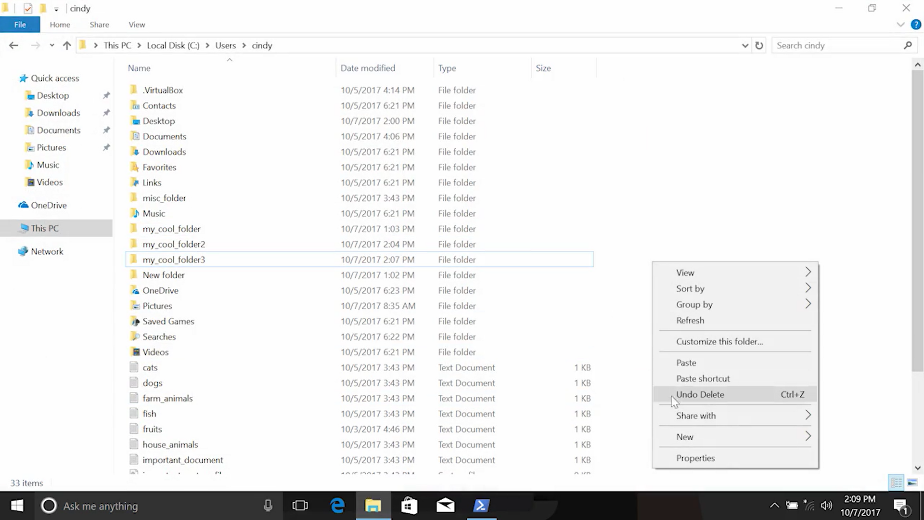 cindy
File Home Share View
This PC Local Disk (C:) Users cindy Search cindy
Name Date modified Type Size
Quick access
Desktop
Downloads
Documents
Pictures
Music
Videos
OneDrive
This PC
Network
.VirtualBox 10/5/2017 4:14 PM File folder
Contacts 10/5/2017 6:21 PM File folder
Desktop 10/7/2017 2:00 PM File folder
Documents 10/5/2017 4:06 PM File folder
Downloads 10/5/2017 6:21 PM File folder
Favorites 10/5/2017 6:21 PM File folder
Links 10/5/2017 6:21 PM File folder
misc_folder 10/5/2017 3:43 PM File folder
Music 10/5/2017 6:21 PM File folder
my_cool_folder 10/7/2017 1:03 PM File folder
my_cool_folder2 10/7/2017 2:04 PM File folder
my_cool_folder3 10/7/2017 2:07 PM File folder
New folder 10/7/2017 1:02 PM File folder
OneDrive 10/5/2017 6:23 PM File folder
Pictures 10/7/2017 8:35 AM File folder
Saved Games 10/5/2017 6:21 PM File folder
Searches 10/5/2017 6:21 PM File folder
Videos 10/5/2017 6:21 PM File folder
cats 10/5/2017 3:43 PM Text Document 1 KB
dogs 10/5/2017 3:43 PM Text Document 1 KB
farm_animals 10/5/2017 3:43 PM Text Document 1 KB
fish 10/5/2017 3:43 PM Text Document 1 KB
fruits 10/4/2017 3:43 PM Text Document 1 KB
house_animals 10/5/2017 3:43 PM Text Document 1 KB
important_document 10/5/2017 3:43 PM Text Document 1 KB
View
Sort by
Group by
Refresh
Customize this folder...
Paste
Paste shortcut
Undo Delete Ctrl+Z
Share with
New
Properties
33 items
Ask me anything
2:09 PM
10/7/2017
1